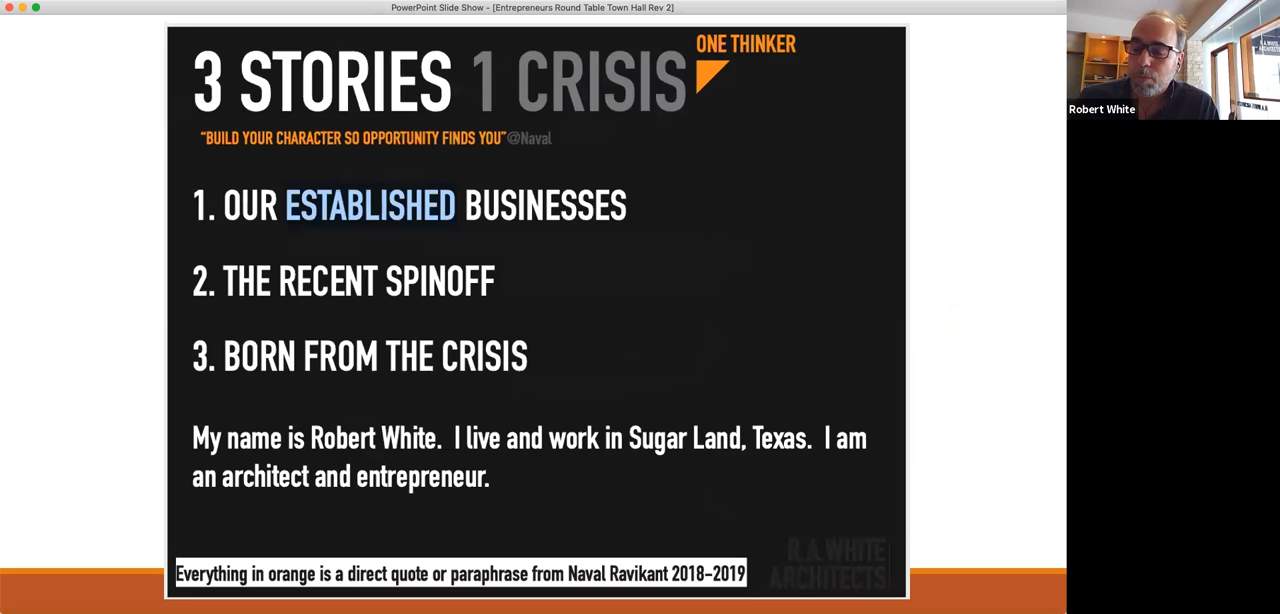 PowerPoint Slide Show - [Entrepreneurs Round Table Town Hall Rev 2]
3 STORIES 1 CRISIS
ONE THINKER
“BUILD YOUR CHARACTER SO OPPORTUNITY FINDS YOU”@Naval
1. OUR ESTABLISHED BUSINESSES
2. THE RECENT SPINOFF
3. BORN FROM THE CRISIS
My name is Robert White. I live and work in Sugar Land, Texas. I am
an architect and entrepreneur.
Everything in orange is a direct quote or paraphrase from Naval Ravikant 2018-2019
R.A.WHITE
ARCHITECTS
Robert White